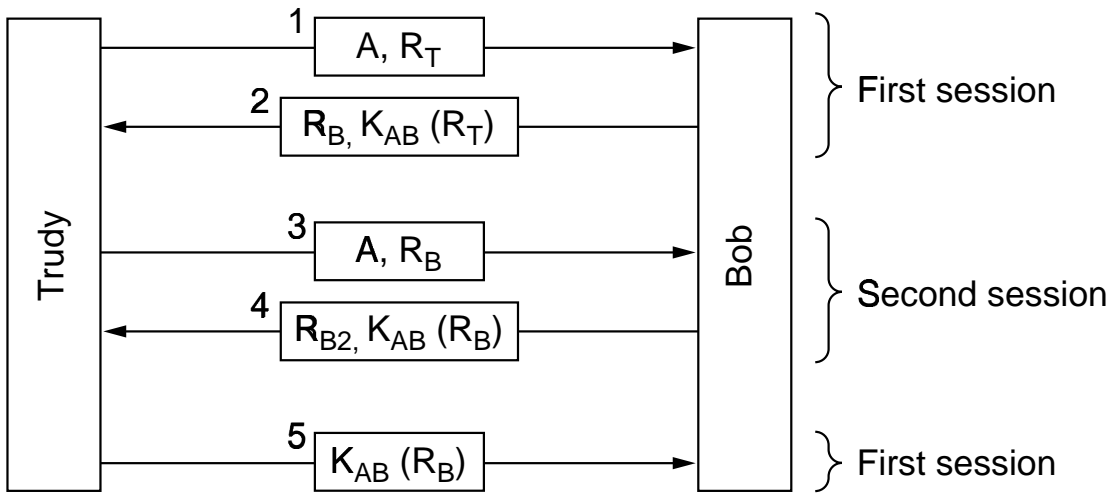 1
A, R_T
First session
2
R_B, K_AB (R_T)
Trudy
Bob
3
A, R_B
Second session
4
R_B2, K_AB (R_B)
5
K_AB (R_B)
First session